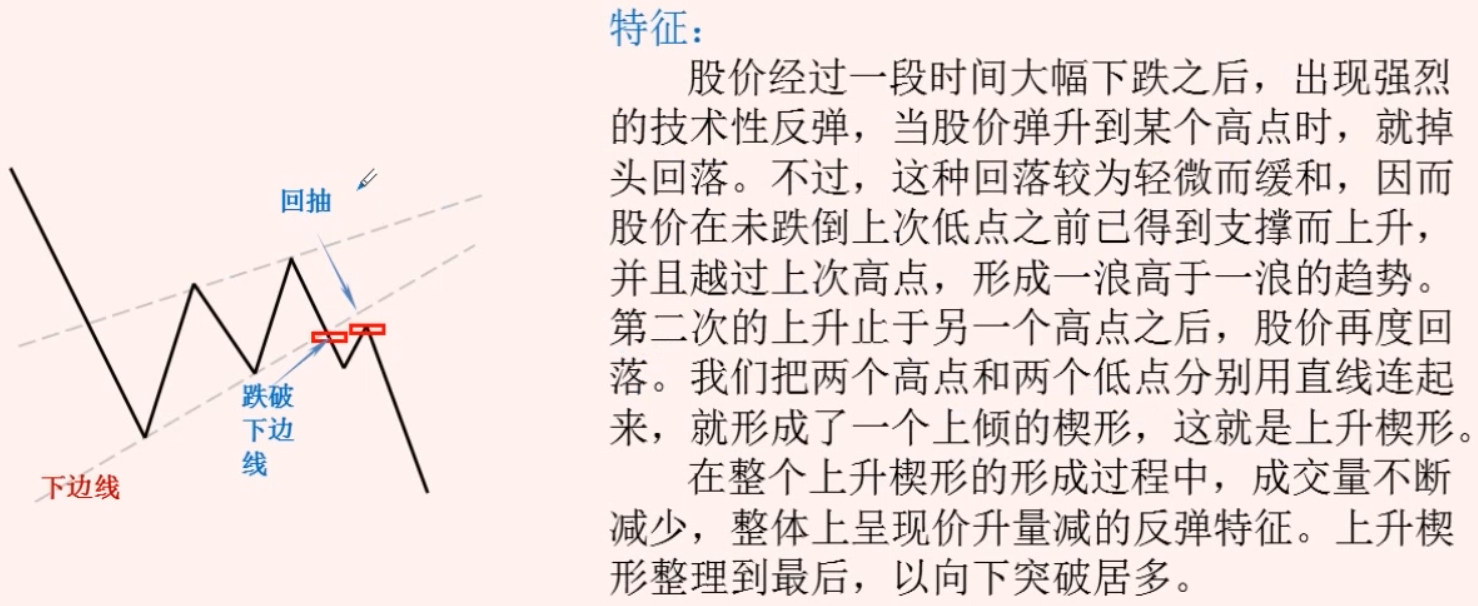 特征：
股价经过一段时间大幅下跌之后，出现强烈
的技术性反弹，当股价弹升到某个高点时，就掉
头回落。不过，这种回落较为轻微而缓和，因而
股价在未跌倒上次低点之前已得到支撑而上升，
并且越过上次高点，形成一浪高于一浪的趋势。
第二次的上升止于另一个高点之后，股价再度回
落。我们把两个高点和两个低点分别用直线连起
来，就形成了一个上倾的楔形，这就是上升楔形。
在整个上升楔形的形成过程中，成交量不断
减少，整体上呈现价升量减的反弹特征。上升楔
形整理到最后，以向下突破居多。
回抽
跌破
下边
线
下边线